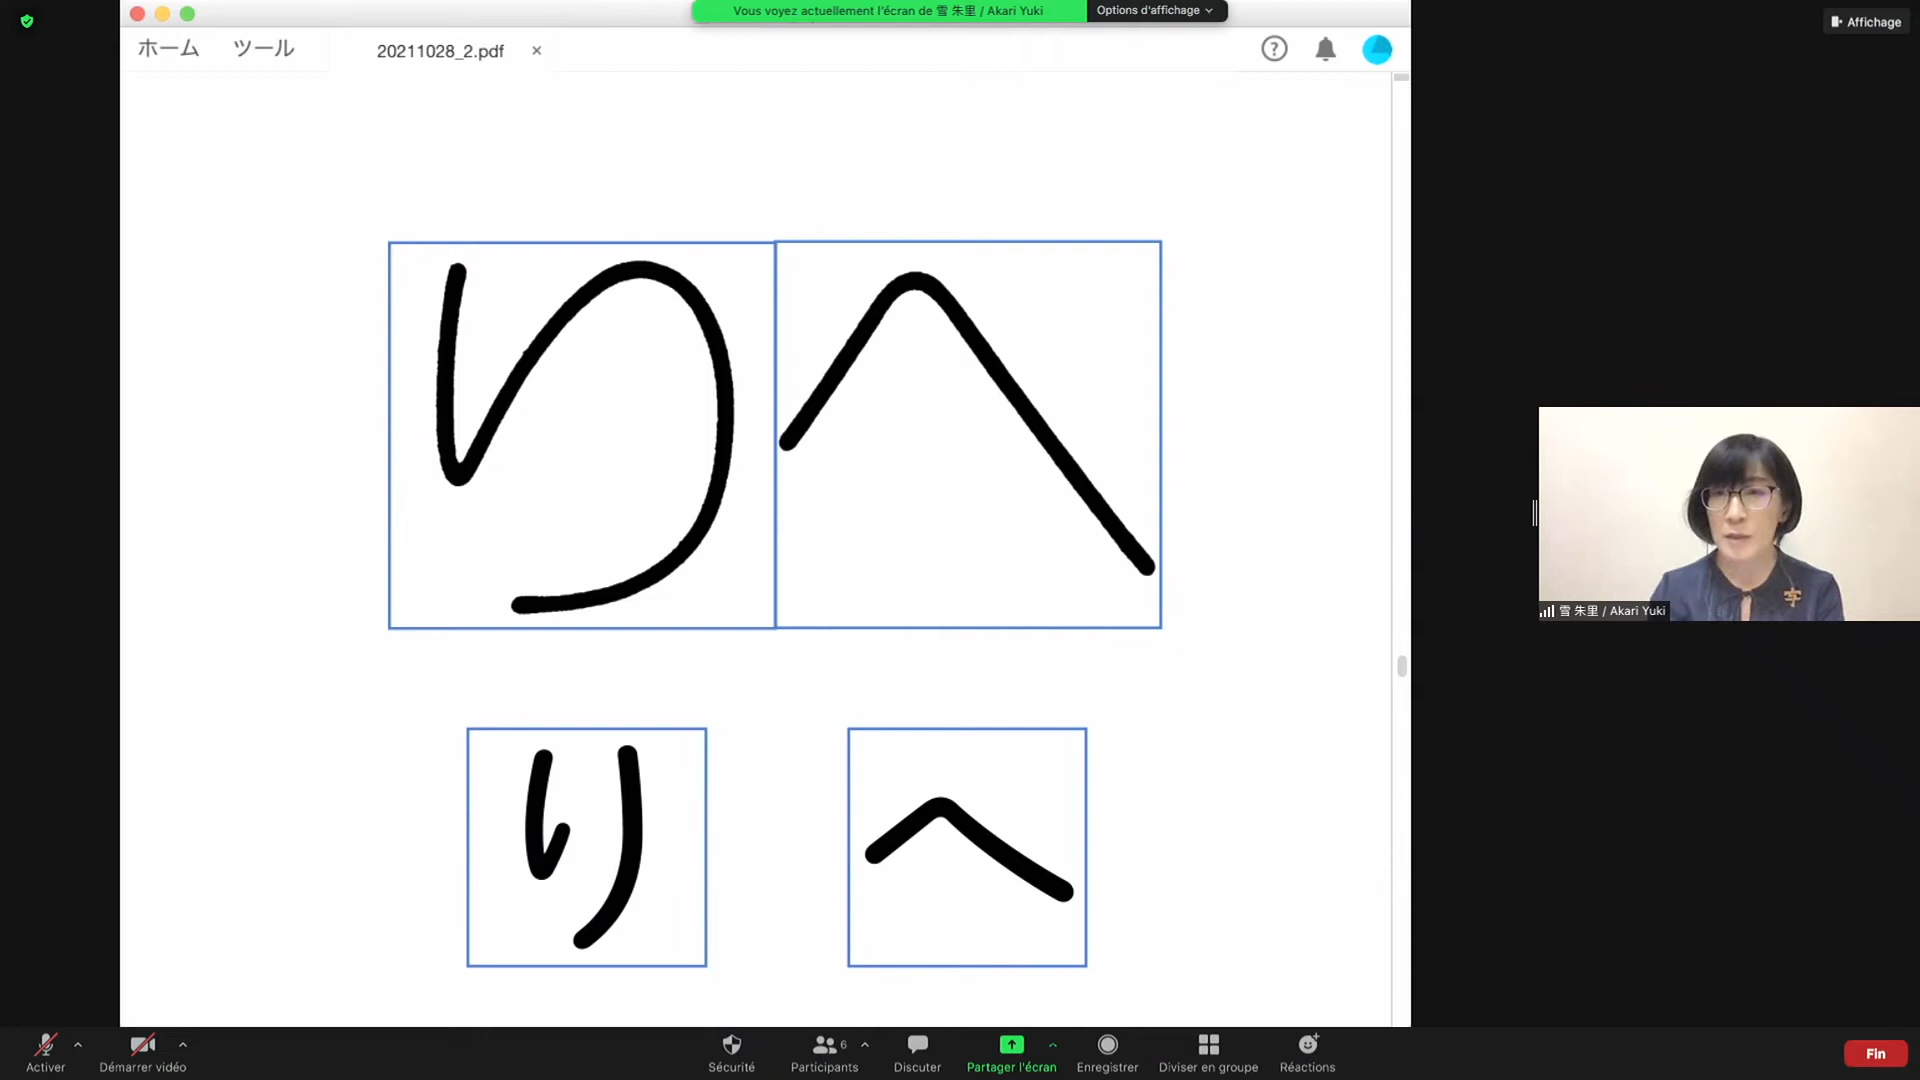 Vous voyez actuellement l'écran de 雪 朱里 / Akari Yuki Options d'affichage
Affichage
ホーム ツール 20211028_2.pdf ×
り へ
り へ
雪 朱里 / Akari Yuki
Activer Démarrer vidéo Sécurité Participants 6 Discuter Partager l'écran Enregistrer Diviser en groupe Réactions Fin